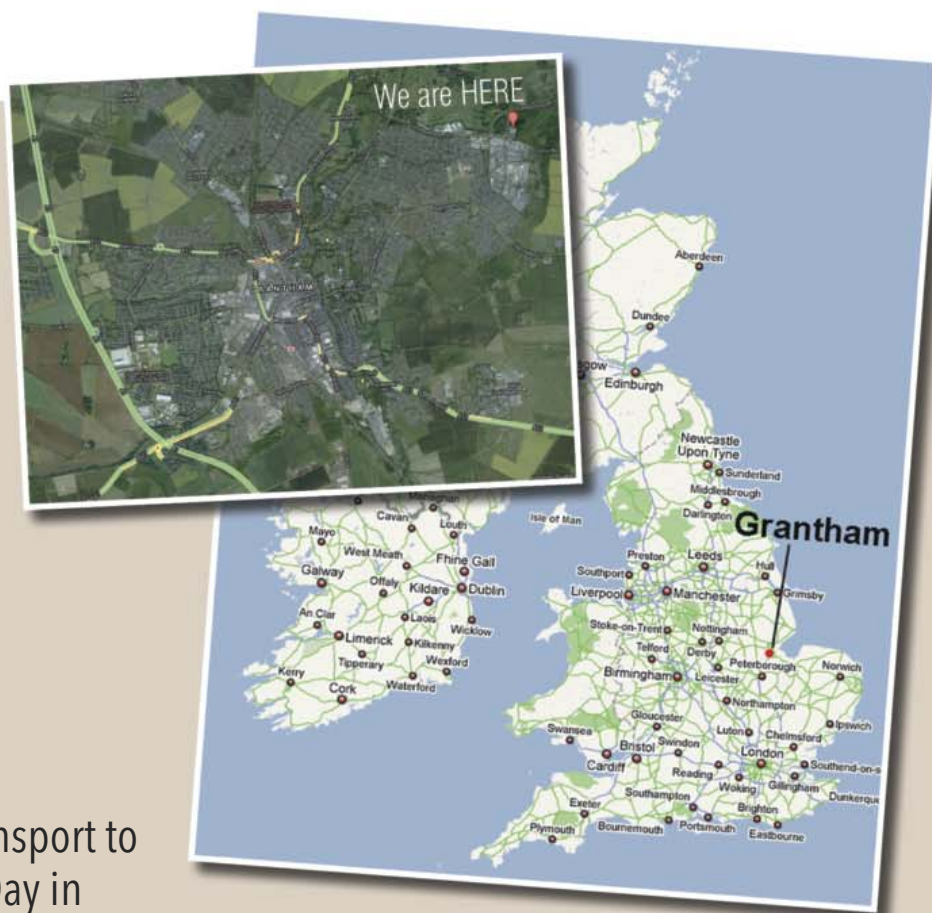 We are HERE
Aberdeen
Dundee
Edinburgh
Newcastle
Upon Tyne
Sunderland
Middlesbrough
Darlington
Grantham
Isle of Man
Cavan
Louth
Mayo
West Meath
Fhine Gall
Galway
Offaly
Kildare
Dublin
An Clar
Laois
Wicklow
Limerick
Kilkenny
Tipperary
Wexford
Kerry
Waterford
Cork
Preston
Leeds
Hull
Southport
Liverpool
Manchester
Grimsby
Stoke-on-Trent
Nottingham
Telford
Derby
Peterborough
Norwich
Birmingham
Leicester
Northampton
Gloucester
Luton
Chelmsford
Ipswich
Swansea
Bristol
Swindon
London
Southend-on-s
Cardiff
Reading
Woking
Gillingham
Dunkerque
Exeter
Southampton
Brighton
Plymouth
Bournemouth
Portsmouth
Eastbourne
nsport to
Day in